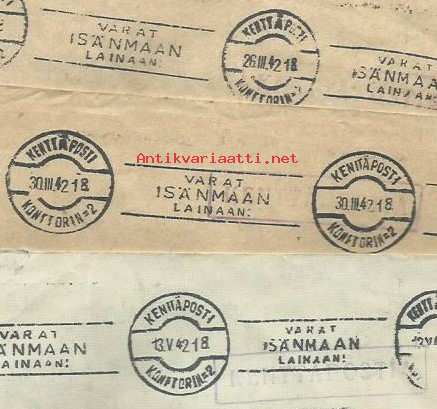 KENTTÄPOSTI
26.III.42 18
KONTTORI N:2
VARAT
ISÄNMAAN
LAINAAN!
VARAT
ISÄNMAAN
LAINAAN!
Antikvariaatti.net
KENTTÄPOSTI
30.III.42 18
KONTTORI N:2
VARAT
ISÄNMAAN
LAINAAN!
KENTTÄPOSTI
30.III.42 18
KONTTORI N:2
VARAT
ISÄNMAAN
LAINAAN!
KENTTÄPOSTI
13.V.42 18
KONTTORI N:2
VARAT
ISÄNMAAN
LAINAAN!